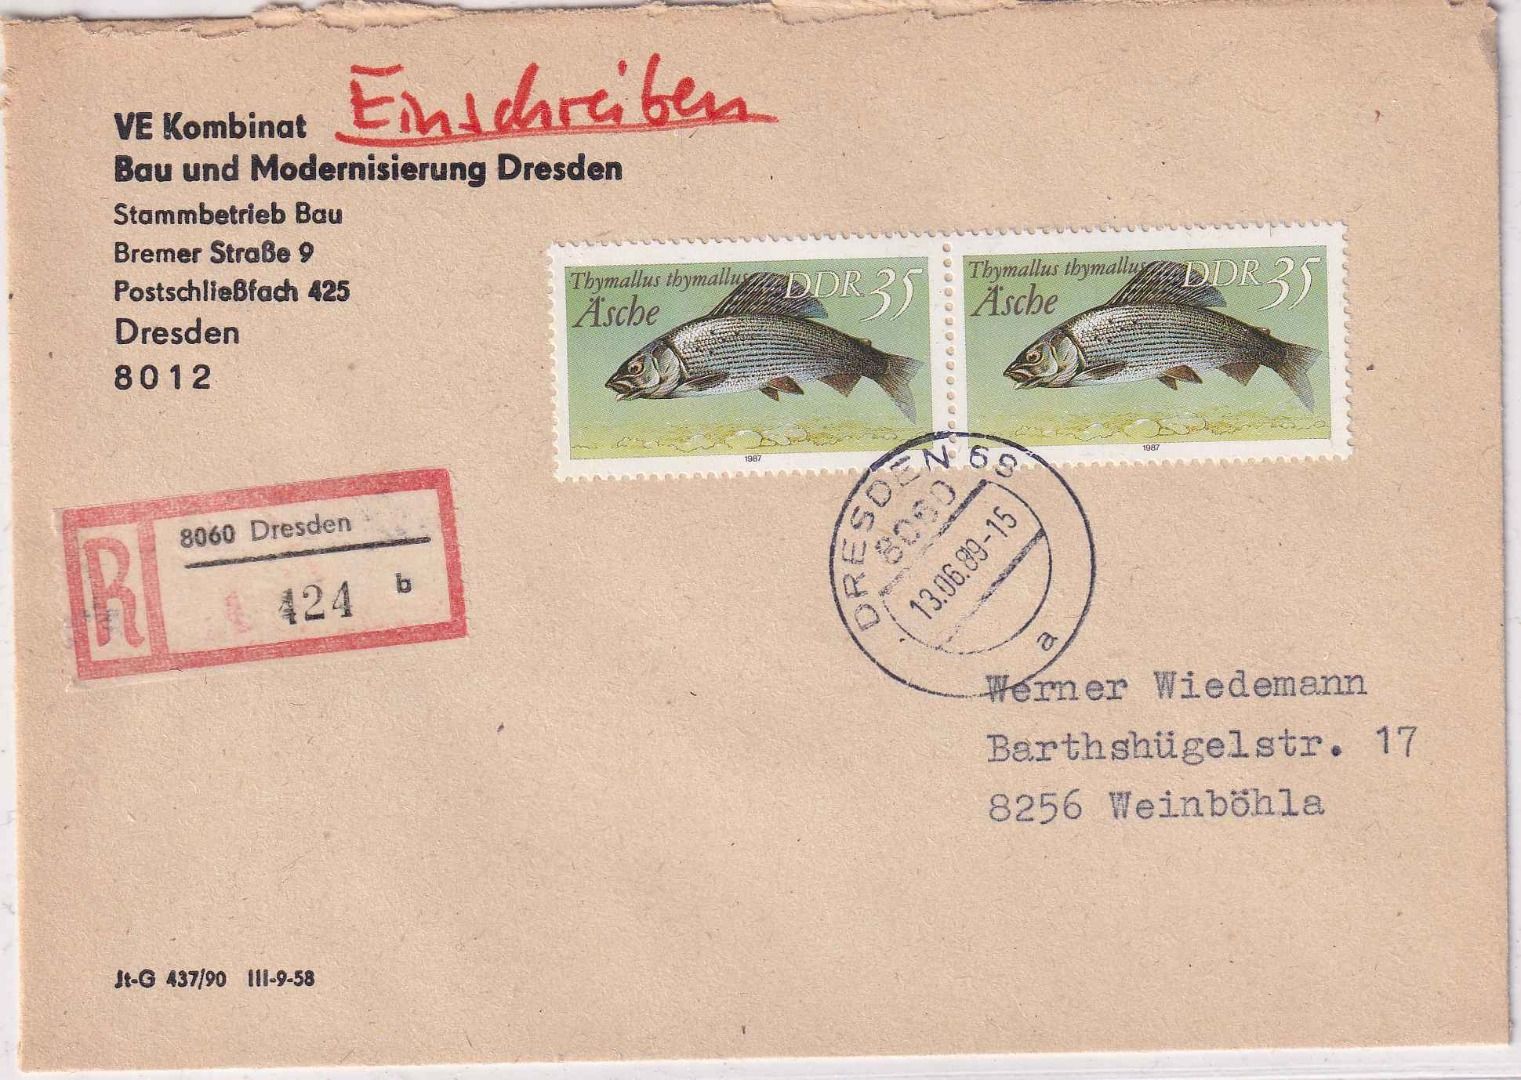 Einschreiben
VE Kombinat
Bau und Modernisierung Dresden
Stammbetrieb Bau
Bremer Straße 9
Postschließfach 425
Dresden
8012
Thymallus thymallus
Äsche
DDR 35
1987
Thymallus thymallus
Äsche
DDR 35
1987
R
8060 Dresden
424 b
DRESDEN 68
8060
13.06.89-15
a
Werner Wiedemann
Barthshügelstr. 17
8256 Weinböhla
Jt-G 437/90 III-9-58